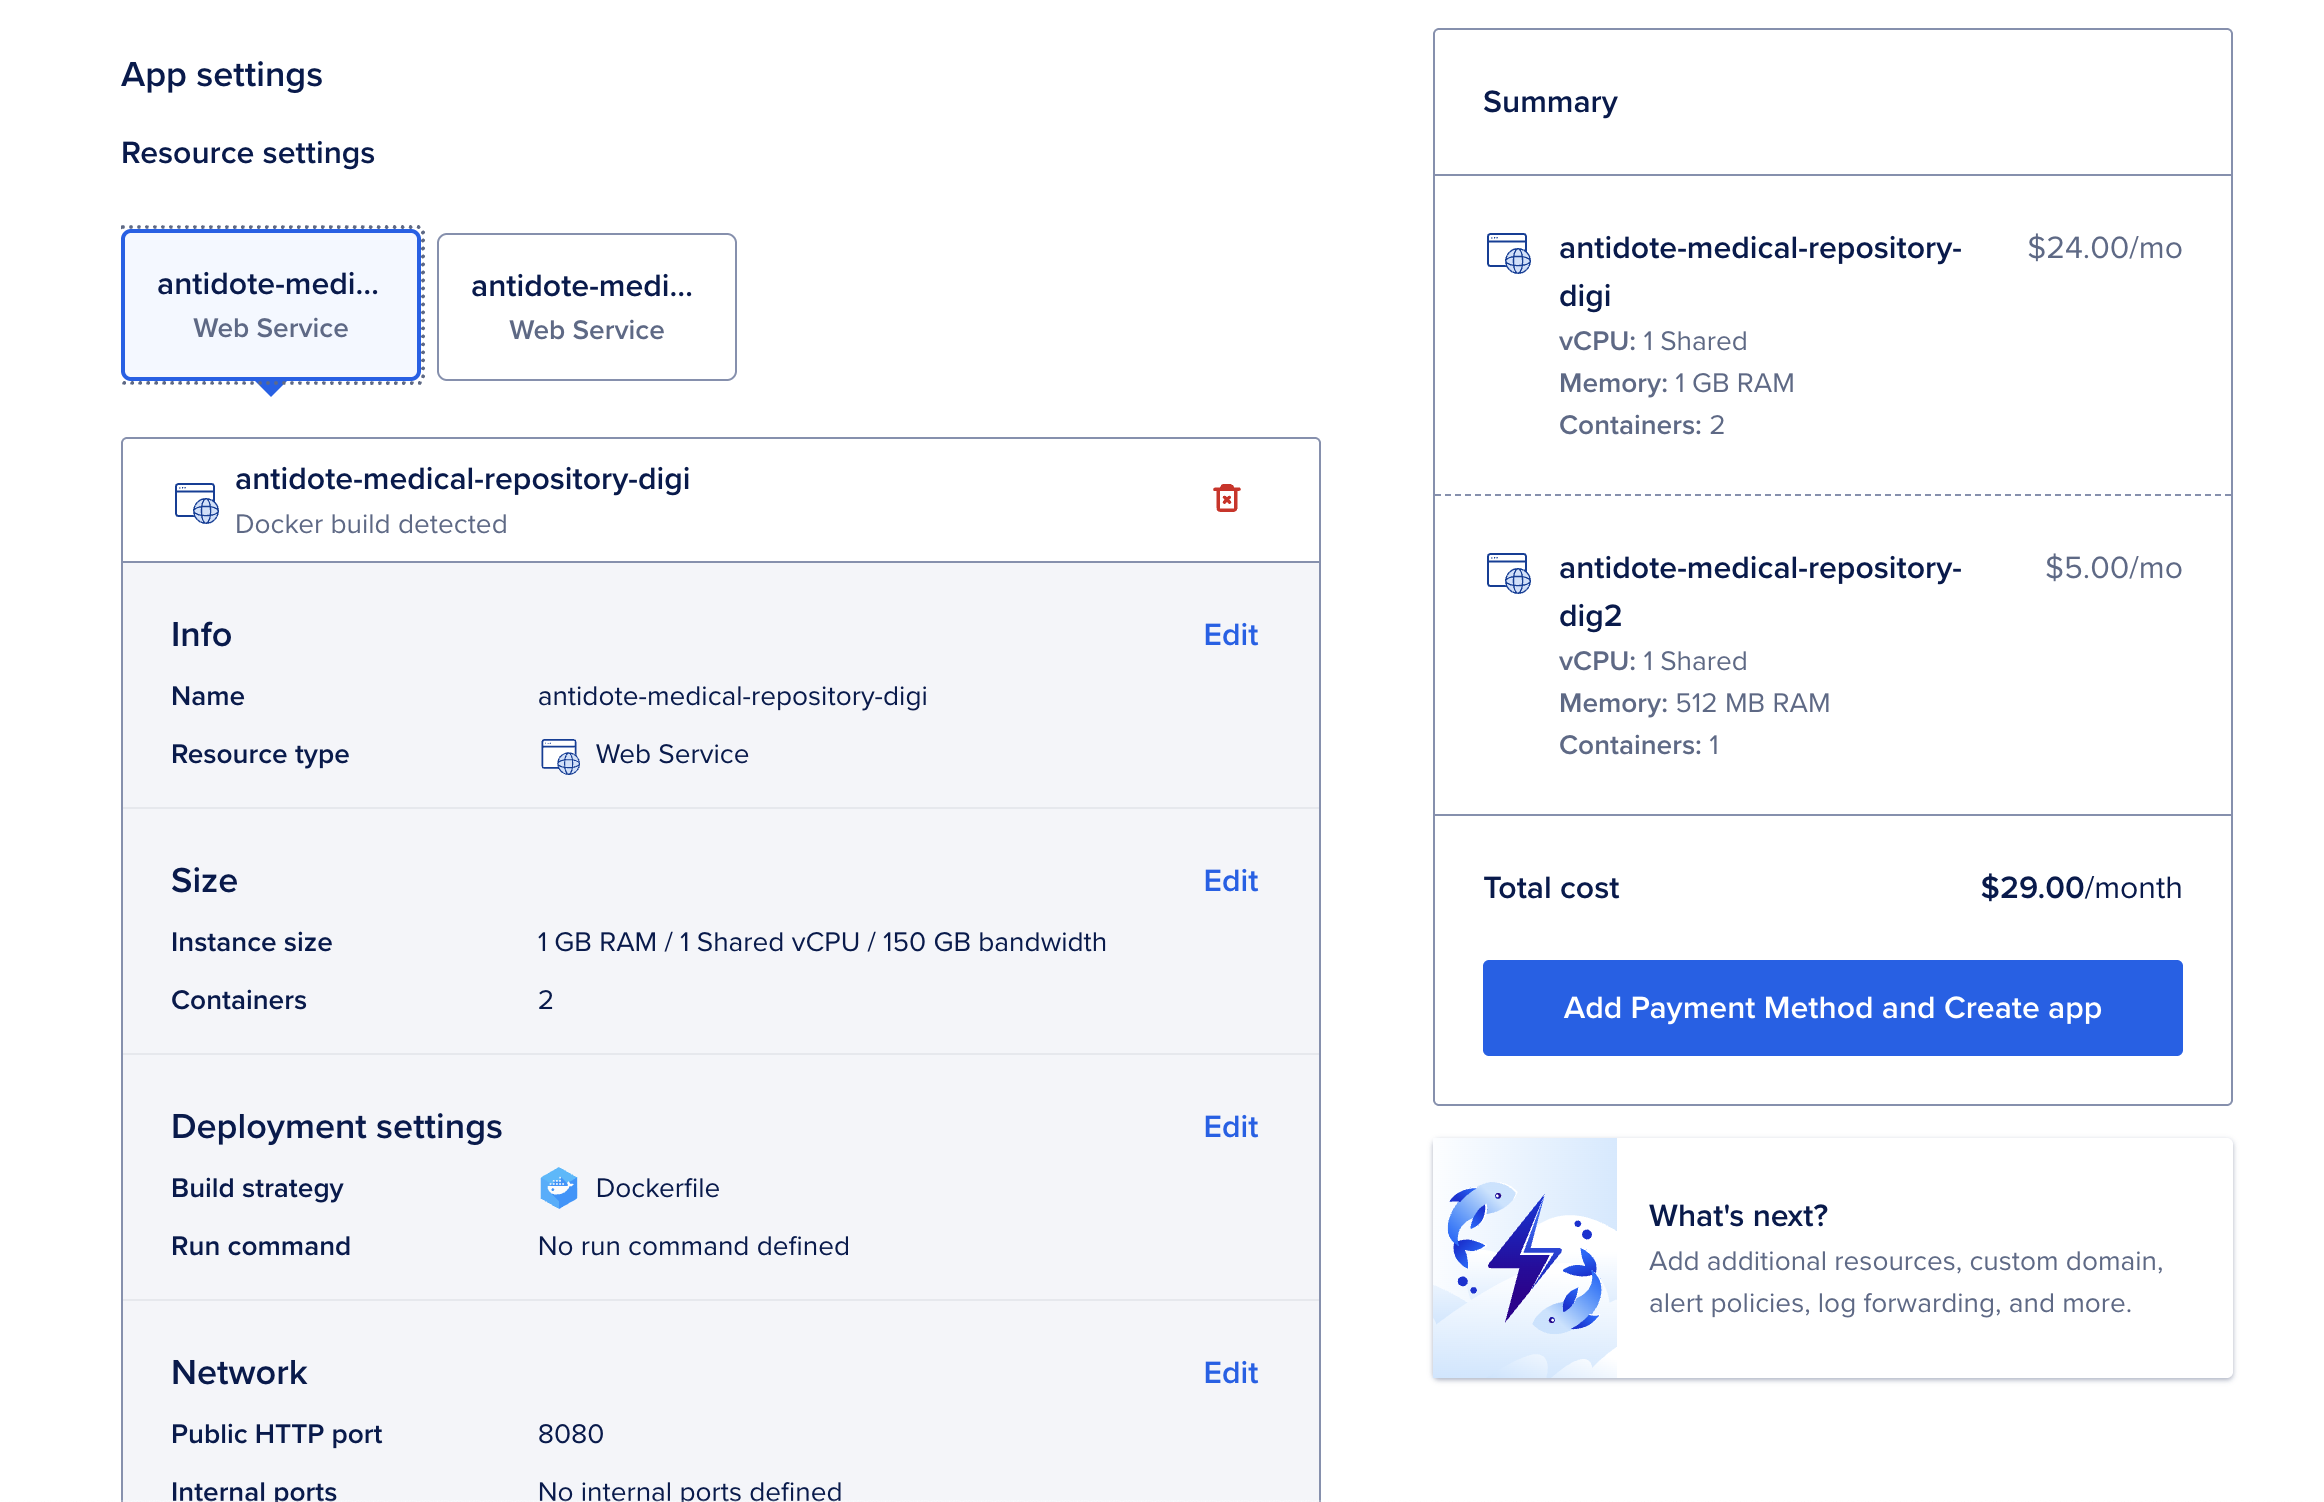 App settings
Resource settings
antidote-medi...
Web Service
antidote-medi...
Web Service
antidote-medical-repository-digi
Docker build detected
Info
Edit
Name
antidote-medical-repository-digi
Resource type
Web Service
Size
Edit
Instance size
1 GB RAM / 1 Shared vCPU / 150 GB bandwidth
Containers
2
Deployment settings
Edit
Build strategy
Dockerfile
Run command
No run command defined
Network
Edit
Public HTTP port
8080
Internal ports
No internal ports defined
Summary
antidote-medical-repository-
digi
$24.00/mo
vCPU: 1 Shared
Memory: 1 GB RAM
Containers: 2
antidote-medical-repository-
dig2
$5.00/mo
vCPU: 1 Shared
Memory: 512 MB RAM
Containers: 1
Total cost
$29.00/month
Add Payment Method and Create app
What's next?
Add additional resources, custom domain,
alert policies, log forwarding, and more.